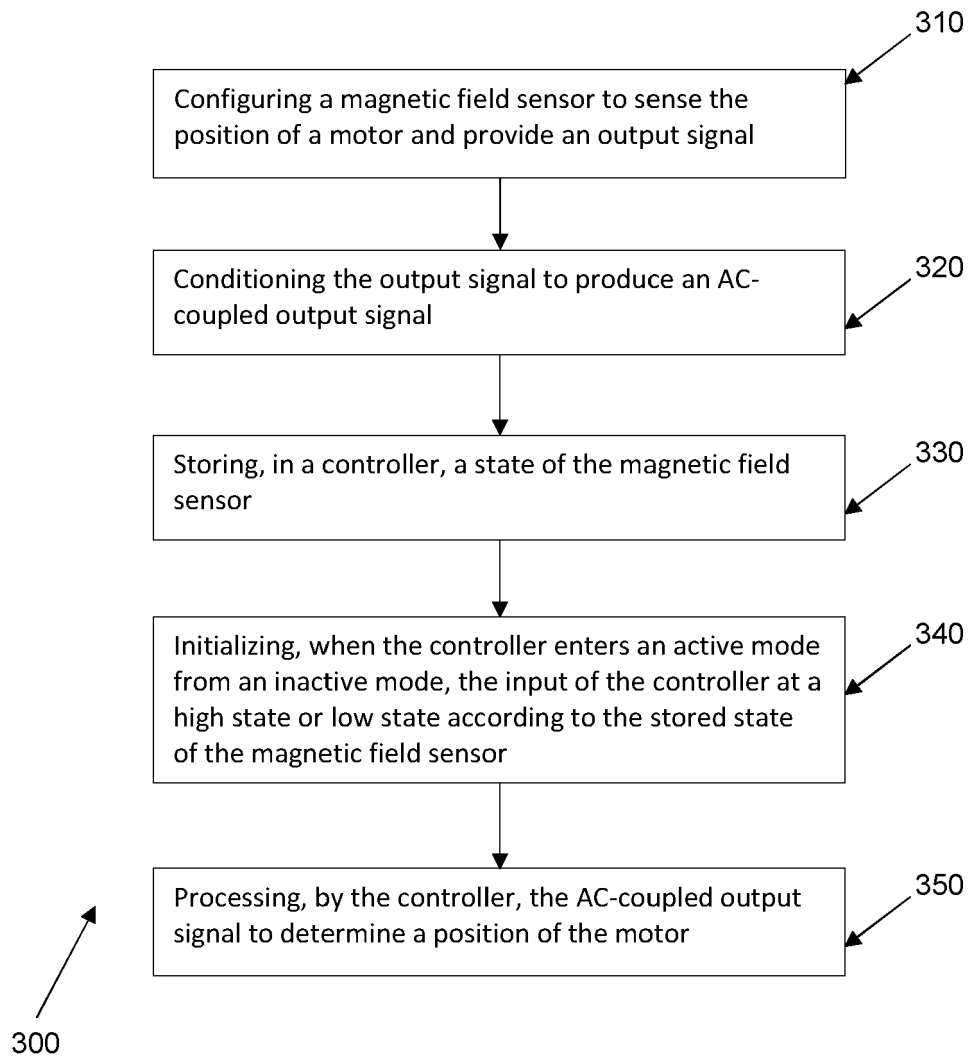 310
Configuring a magnetic field sensor to sense the
position of a motor and provide an output signal
320
Conditioning the output signal to produce an AC-
coupled output signal
330
Storing, in a controller, a state of the magnetic field
sensor
340
Initializing, when the controller enters an active mode
from an inactive mode, the input of the controller at a
high state or low state according to the stored state
of the magnetic field sensor
350
Processing, by the controller, the AC-coupled output
signal to determine a position of the motor
300